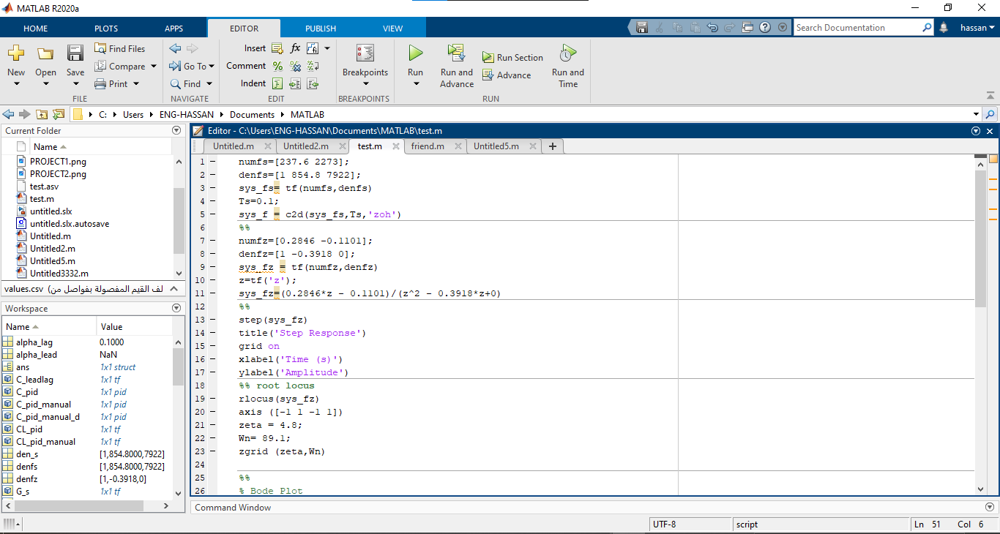 MATLAB R2020a
HOME PLOTS APPS EDITOR PUBLISH VIEW Search Documentation hassan
New Open Save Find Files Compare Print
FILE
Go To Find
NAVIGATE
Insert fx
Comment
Indent
EDIT
Breakpoints
BREAKPOINTS
Run Run and Advance Run Section Advance Run and Time
RUN
C: Users ENG-HASSAN Documents MATLAB
Current Folder
Name
PROJECT1.png
PROJECT2.png
test.asv
test.m
untitled.slx
untitled.slx.autosave
Untitled.m
Untitled2.m
Untitled5.m
Untitled3332.m
values.csv (لف القيم المفصولة بفواصل من
Workspace
Name Value
alpha_lag 0.1000
alpha_lead NaN
ans 1x1 struct
C_leadlag 1x1 tf
C_pid 1x1 pid
C_pid_manual 1x1 pid
C_pid_manual_d 1x1 pid
CL_pid 1x1 tf
CL_pid_manual 1x1 tf
den_s [1,854.8000,7922]
denfs [1,854.8000,7922]
denfz [1,-0.3918,0]
G_s 1x1 tf
Editor - C:\Users\ENG-HASSAN\Documents\MATLAB\test.m
Untitled.m Untitled2.m test.m friend.m Untitled5.m
1 – numfs=[237.6 2273];
2 – denfs=[1 854.8 7922];
3 – sys_fs= tf(numfs,denfs)
4 – Ts=0.1;
5 – sys_f = c2d(sys_fs,Ts,'zoh')
6 %%
7 – numfz=[0.2846 -0.1101];
8 – denfz=[1 -0.3918 0];
9 – sys_fz = tf(numfz,denfz)
10 – z=tf('z');
11 – sys_fz=(0.2846*z - 0.1101)/(z^2 - 0.3918*z+0)
12 %%
13 – step(sys_fz)
14 – title('Step Response')
15 – grid on
16 – xlabel('Time (s)')
17 – ylabel('Amplitude')
18 %% root locus
19 – rlocus(sys_fz)
20 – axis ([-1 1 -1 1])
21 – zeta = 4.8;
22 – Wn= 89.1;
23 – zgrid (zeta,Wn)
24
25 %%
26 % Bode Plot
Command Window
UTF-8 script Ln 51 Col 6